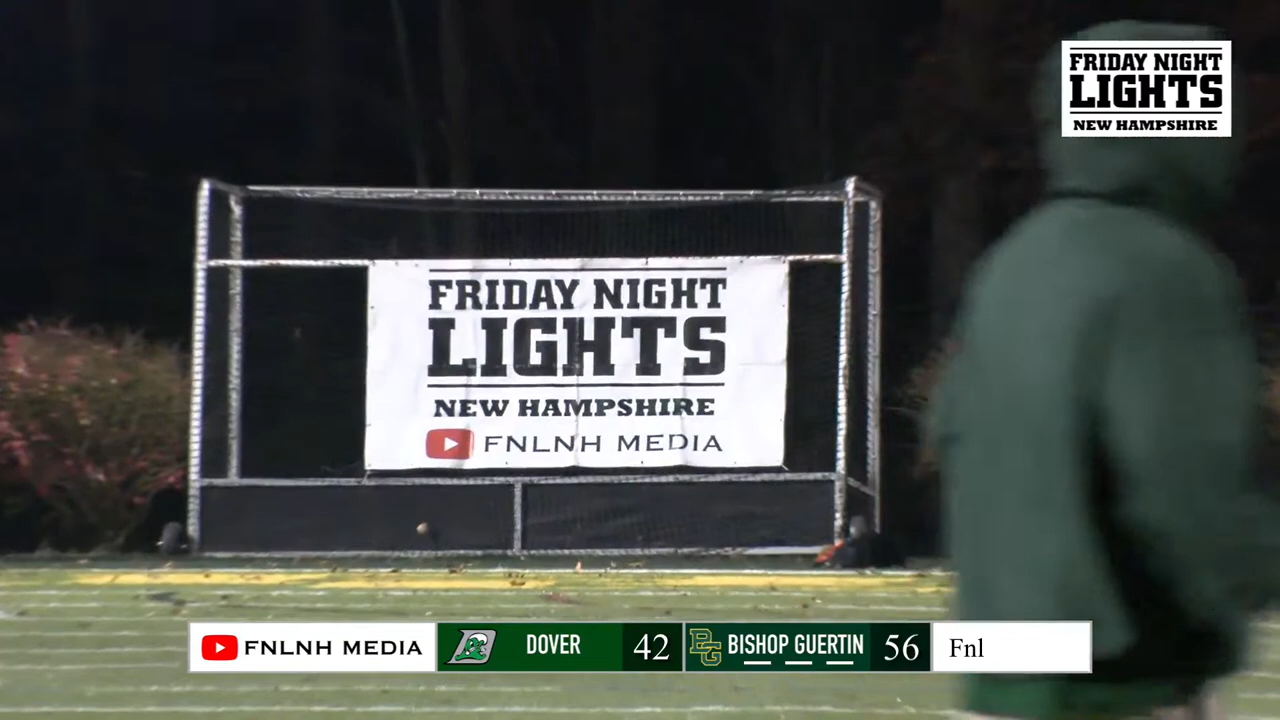 FRIDAY NIGHT
LIGHTS
NEW HAMPSHIRE
FRIDAY NIGHT
LIGHTS
NEW HAMPSHIRE
FNLNH MEDIA
FNLNH MEDIA DOVER 42 BG BISHOP GUERTIN 56 Fnl